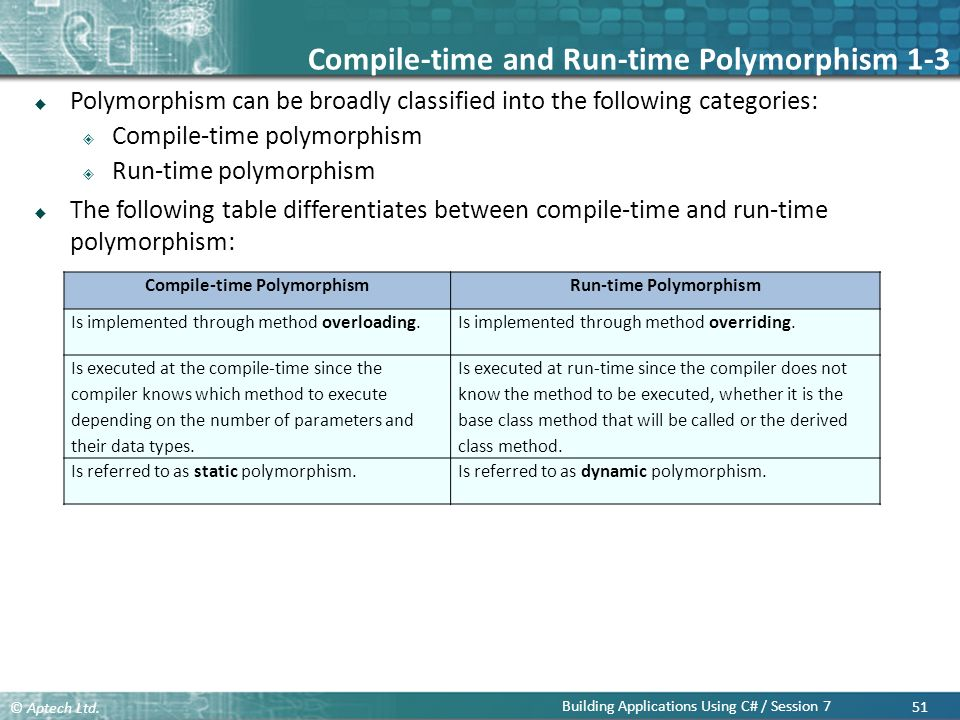 Compile-time and Run-time Polymorphism 1-3
Polymorphism can be broadly classified into the following categories:
Compile-time polymorphism
Run-time polymorphism
The following table differentiates between compile-time and run-time
polymorphism:
Compile-time Polymorphism
Run-time Polymorphism
Is implemented through method overloading.
Is implemented through method overriding.
Is executed at the compile-time since the
compiler knows which method to execute
depending on the number of parameters and
their data types.
Is executed at run-time since the compiler does not
know the method to be executed, whether it is the
base class method that will be called or the derived
class method.
Is referred to as static polymorphism.
Is referred to as dynamic polymorphism.
© Aptech Ltd.
Building Applications Using C# / Session 7
51